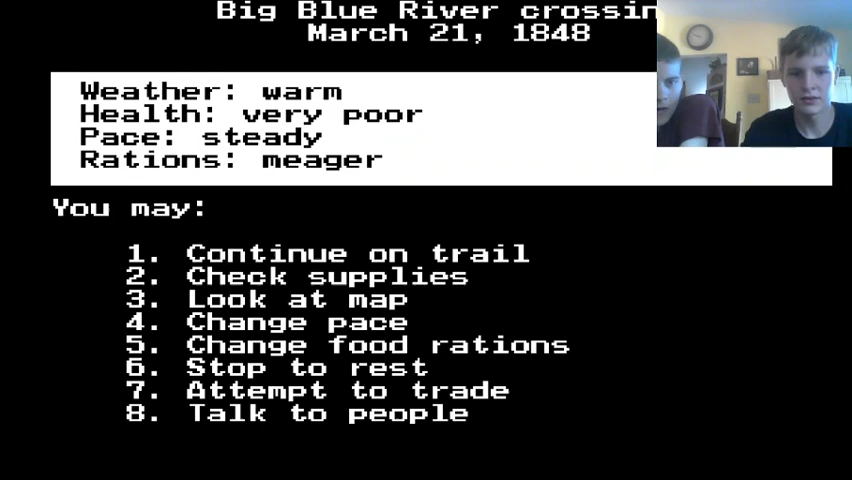 Big Blue River crossin
March 21, 1848
Weather: warm
Health: very poor
Pace: steady
Rations: meager
You may:
1. Continue on trail
2. Check supplies
3. Look at map
4. Change pace
5. Change food rations
6. Stop to rest
7. Attempt to trade
8. Talk to people